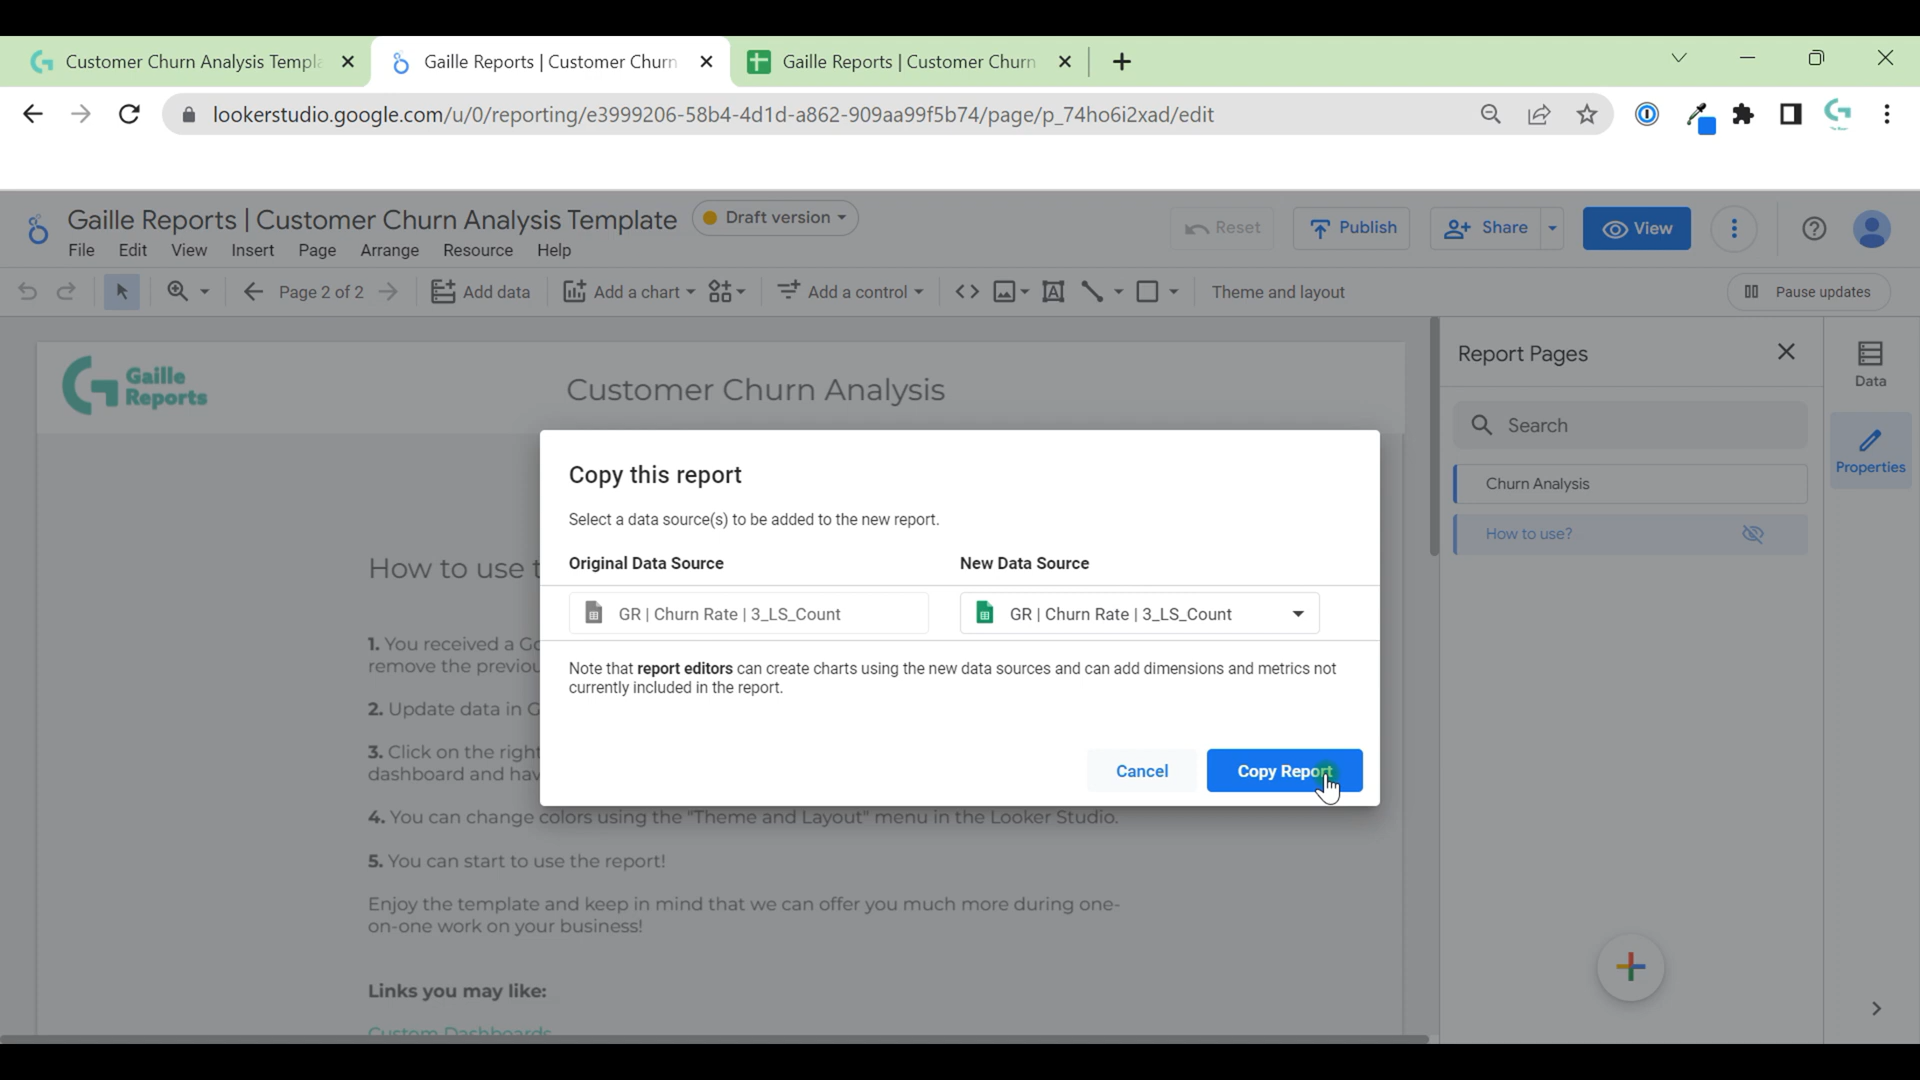 Customer Churn Analysis Templa
Gaille Reports | Customer Churn
Gaille Reports | Customer Churn
lookerstudio.google.com/u/0/reporting/e3999206-58b4-4d1d-a862-909aa99f5b74/page/p_74ho6i2xad/edit
Gaille Reports | Customer Churn Analysis Template
Draft version
Reset
Publish
Share
View
File Edit View Insert Page Arrange Resource Help
Page 2 of 2
Add data
Add a chart
Add a control
Theme and layout
Pause updates
Gaille
Reports
Customer Churn Analysis
Report Pages
Data
Search
Properties
Churn Analysis
How to use?
Copy this report
Select a data source(s) to be added to the new report.
Original Data Source
New Data Source
GR | Churn Rate | 3_LS_Count
GR | Churn Rate | 3_LS_Count
Note that report editors can create charts using the new data sources and can add dimensions and metrics not
currently included in the report.
Cancel
Copy Report
How to use t
1. You received a Go
remove the previou
2. Update data in G
3. Click on the right
dashboard and hav
4. You can change colors using the "Theme and Layout" menu in the Looker Studio.
5. You can start to use the report!
Enjoy the template and keep in mind that we can offer you much more during one-
on-one work on your business!
Links you may like:
Custom Dashboards